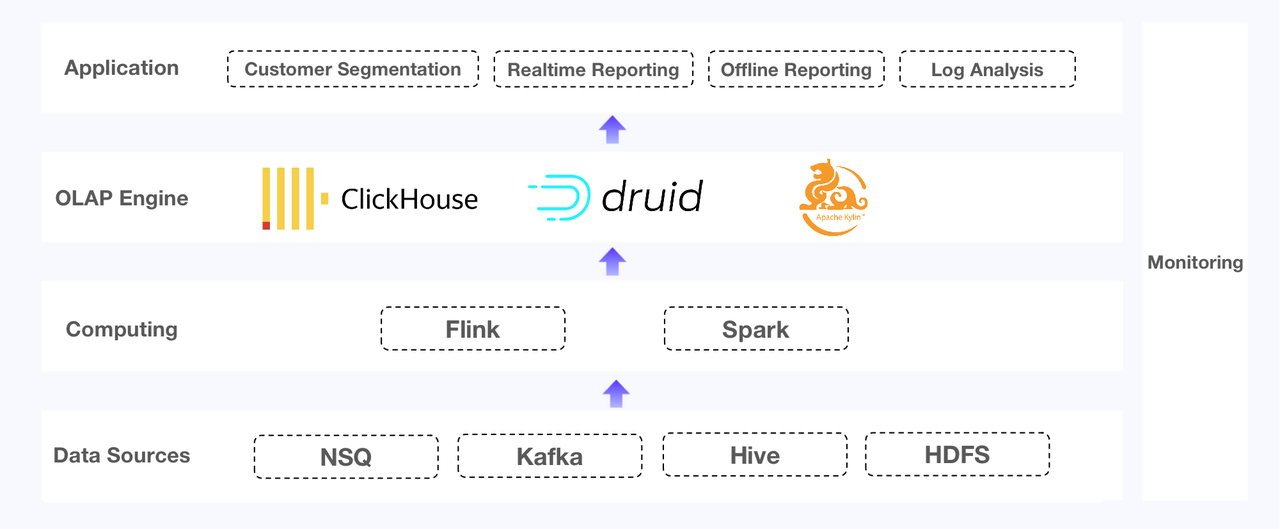 Application
Customer Segmentation
Realtime Reporting
Offline Reporting
Log Analysis
OLAP Engine
ClickHouse
druid
Apache Kylin™
Monitoring
Computing
Flink
Spark
Data Sources
NSQ
Kafka
Hive
HDFS